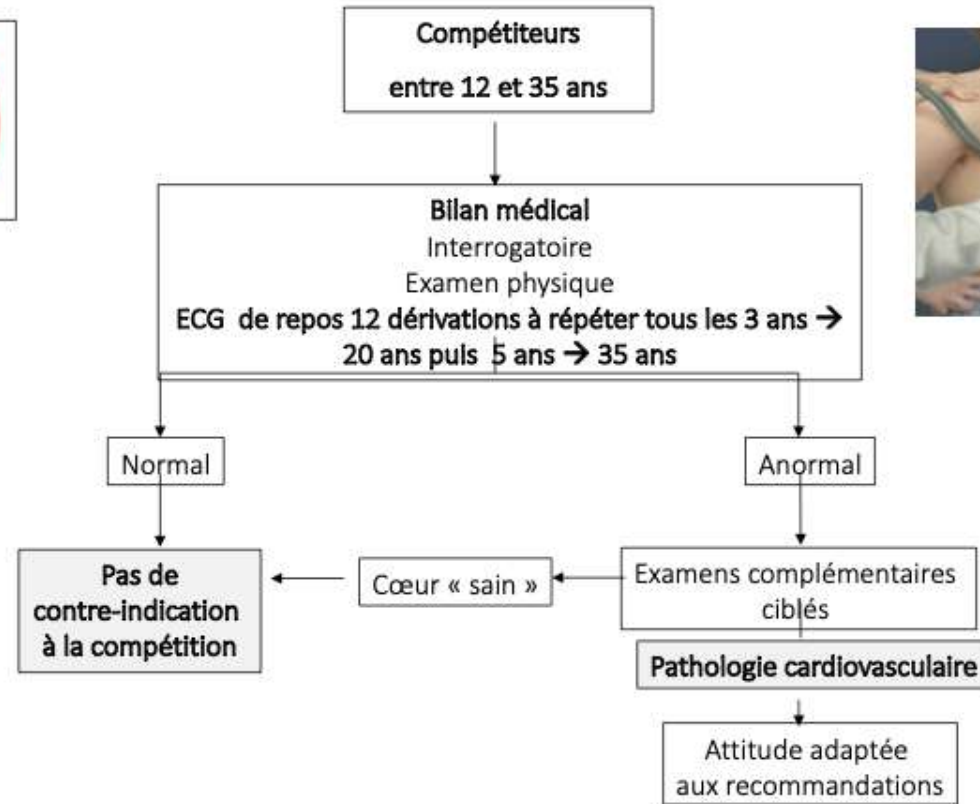 Compétiteurs
entre 12 et 35 ans
Bilan médical
Interrogatoire
Examen physique
ECG de repos 12 dérivations à répéter tous les 3 ans →
20 ans puis 5 ans → 35 ans
Normal
Anormal
Pas de
contre-indication
à la compétition
Cœur « sain »
Examens complémentaires
ciblés
Pathologie cardiovasculaire
Attitude adaptée
aux recommandations